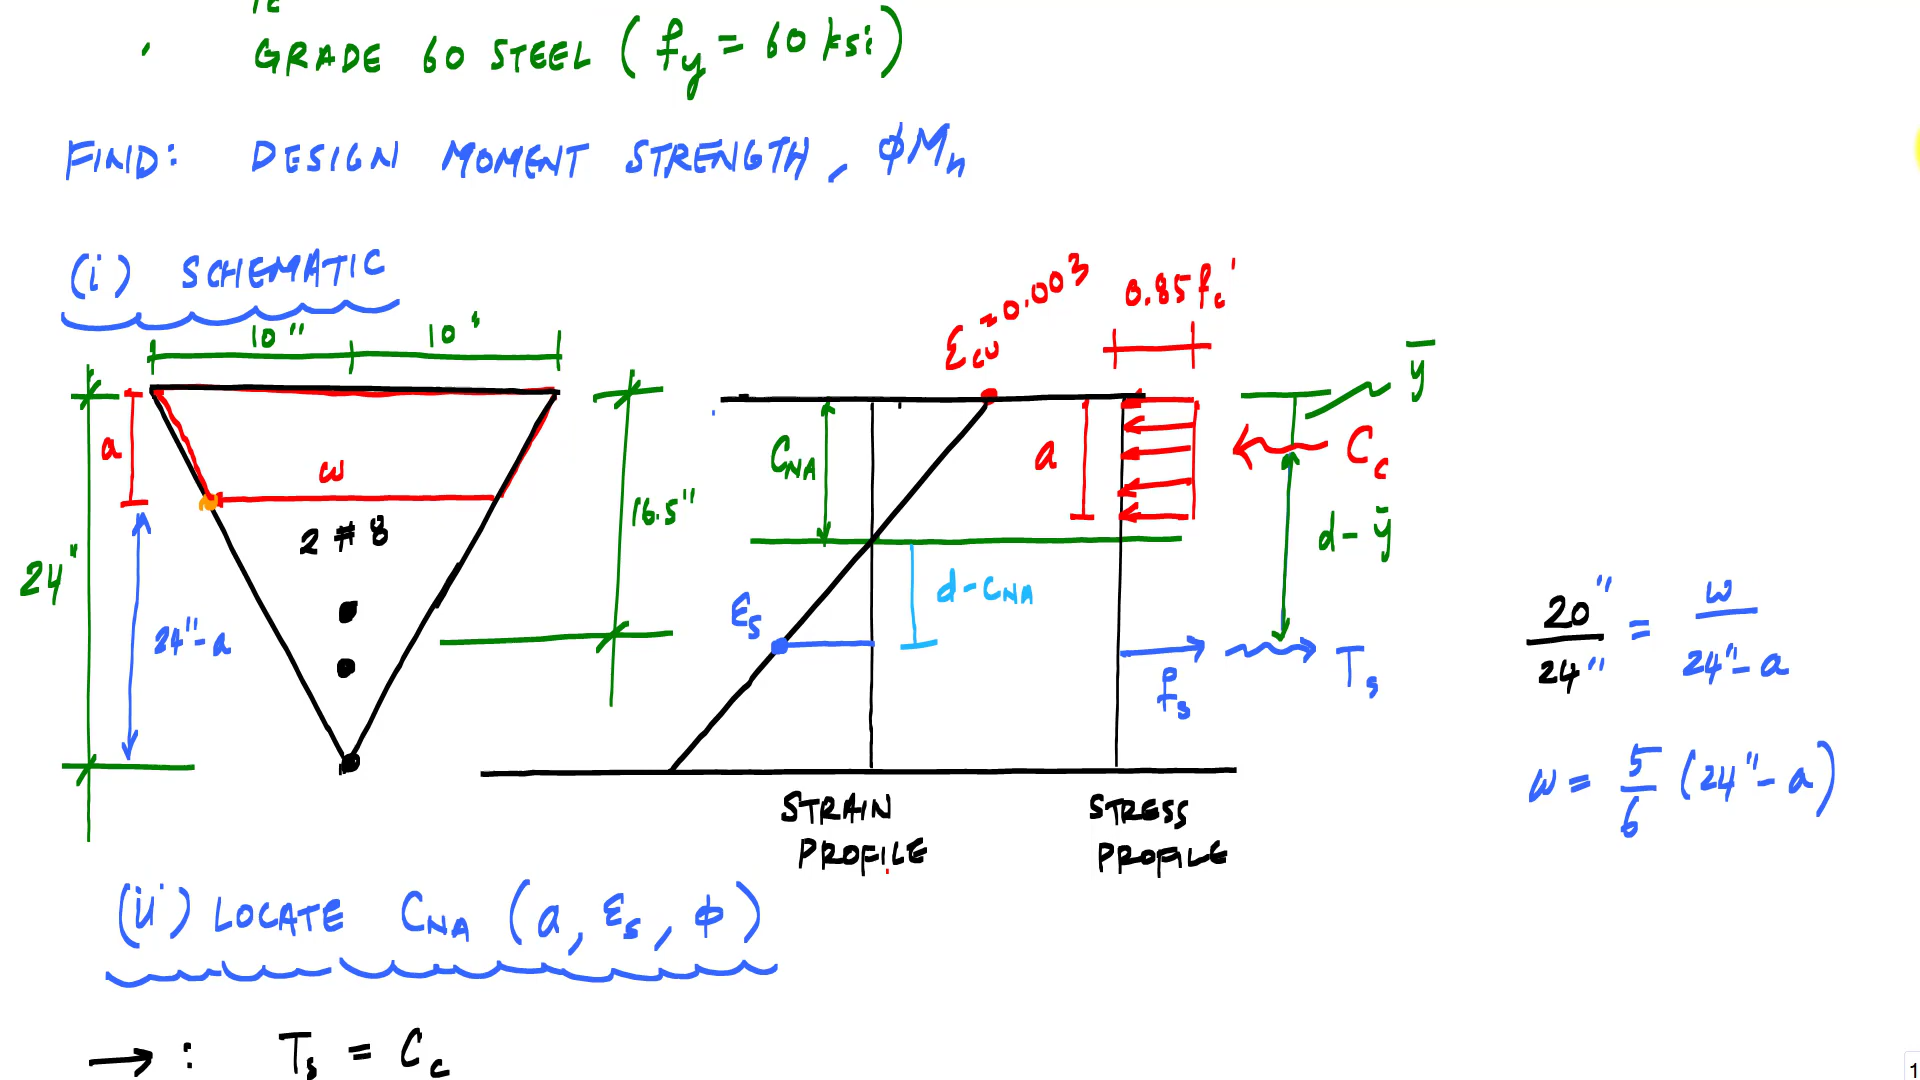 GRADE 60 STEEL (fy = 60 ksi)
FIND: DESIGN MOMENT STRENGTH, ϕMn
(i) SCHEMATIC
10" 10"
εcu = 0.003
0.85fc'
ȳ
a
ω
CNA
a
Cc
2 #8
16.5"
d-ȳ
24"
24"-a
εs
d-CNA
fs
Ts
20"/24" = ω/(24"-a)
ω = 5/6 (24"-a)
STRAIN PROFILE
STRESS PROFILE
(ii) LOCATE CNA (a, εs, ϕ)
→: Ts = Cc
1